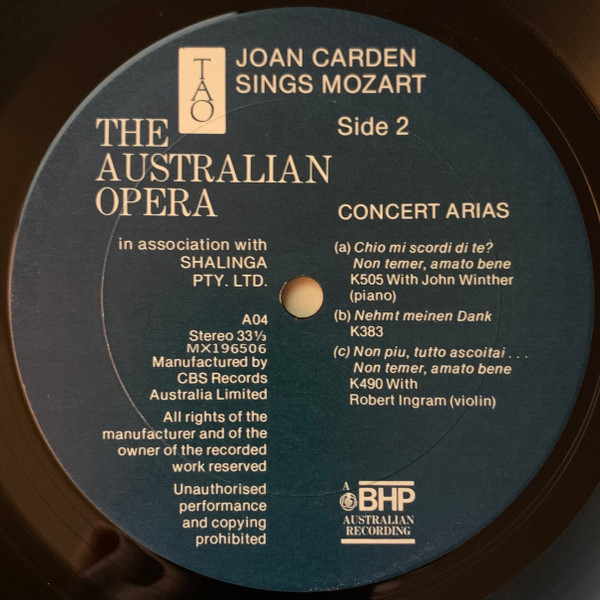 TAO
JOAN CARDEN
SINGS MOZART
Side 2
THE
AUSTRALIAN
OPERA
in association with
SHALINGA
PTY. LTD.
A04
Stereo 33⅓
MX196506
Manufactured by
CBS Records
Australia Limited
All rights of the
manufacturer and of the
owner of the recorded
work reserved
Unauthorised
performance
and copying
prohibited
CONCERT ARIAS
(a) Chio mi scordi di te?
Non temer, amato bene
K505 With John Winther
(piano)
(b) Nehmt meinen Dank
K383
(c) Non piu, tutto ascoitai . . .
Non temer, amato bene
K490 With
Robert Ingram (violin)
A
BHP
AUSTRALIAN
RECORDING